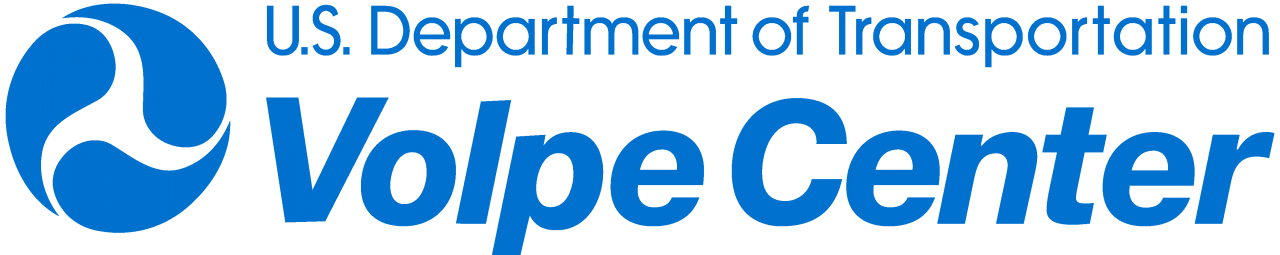 U.S. Department of Transportation
Volpe Center